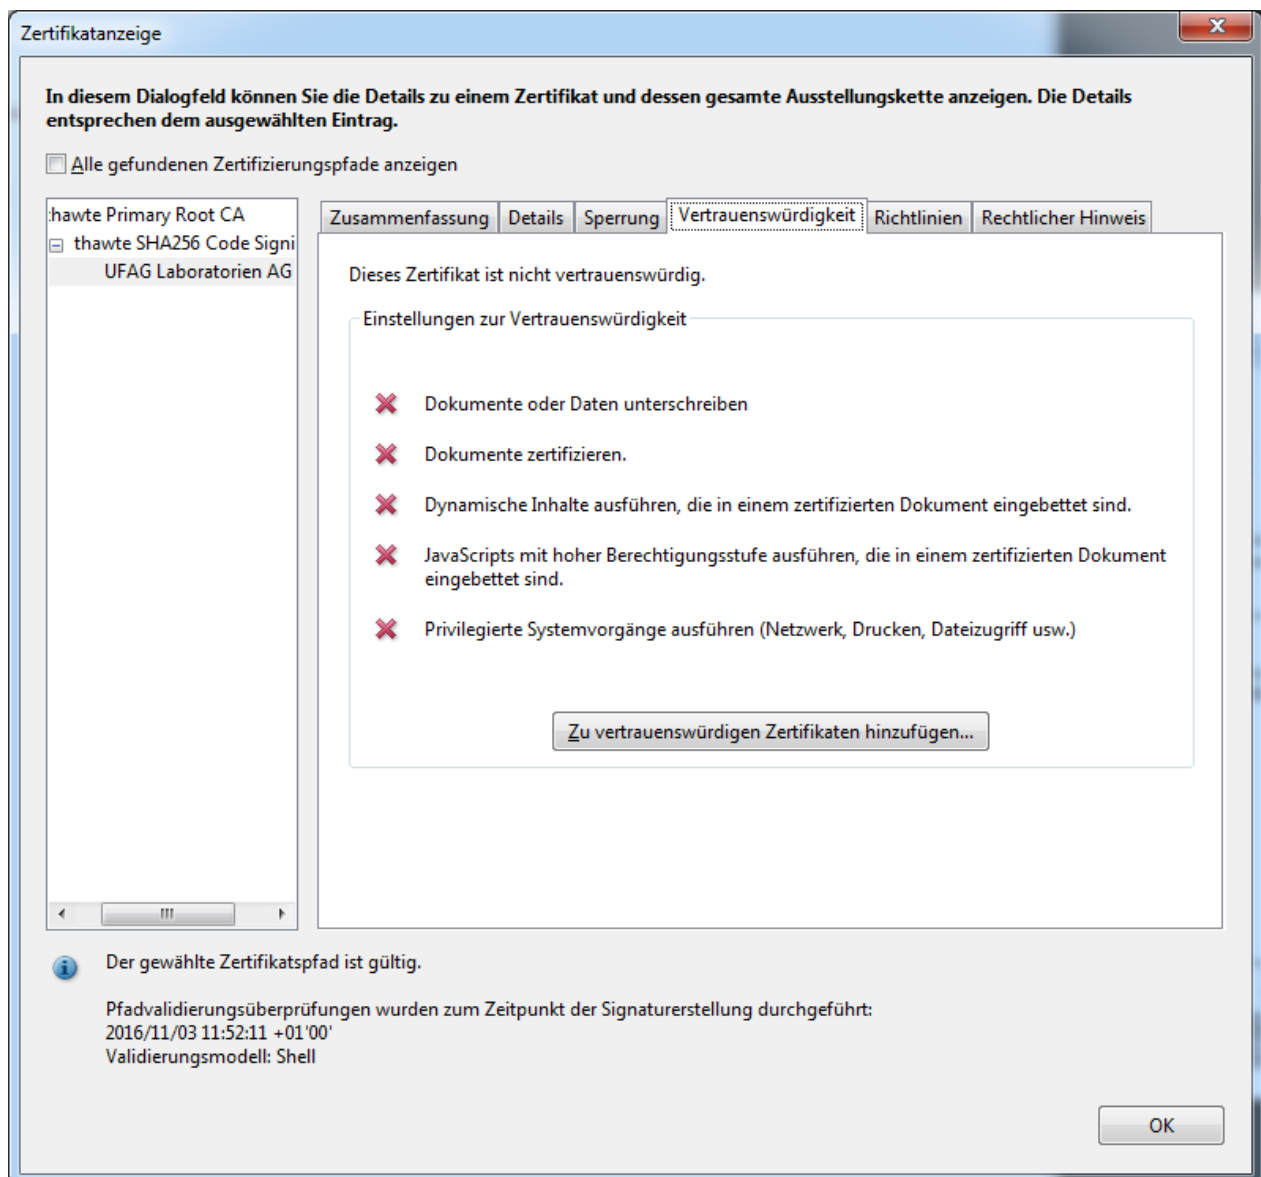 Zertifikatanzeige
In diesem Dialogfeld können Sie die Details zu einem Zertifikat und dessen gesamte Ausstellungskette anzeigen. Die Details
entsprechen dem ausgewählten Eintrag.
Alle gefundenen Zertifizierungspfade anzeigen
hawte Primary Root CA
thawte SHA256 Code Signi
UFAG Laboratorien AG
Zusammenfassung Details Sperrung Vertrauenswürdigkeit Richtlinien Rechtlicher Hinweis
Dieses Zertifikat ist nicht vertrauenswürdig.
Einstellungen zur Vertrauenswürdigkeit
Dokumente oder Daten unterschreiben
Dokumente zertifizieren.
Dynamische Inhalte ausführen, die in einem zertifizierten Dokument eingebettet sind.
JavaScripts mit hoher Berechtigungsstufe ausführen, die in einem zertifizierten Dokument
eingebettet sind.
Privilegierte Systemvorgänge ausführen (Netzwerk, Drucken, Dateizugriff usw.)
Zu vertrauenswürdigen Zertifikaten hinzufügen...
Der gewählte Zertifikatspfad ist gültig.
Pfadvalidierungsüberprüfungen wurden zum Zeitpunkt der Signaturerstellung durchgeführt:
2016/11/03 11:52:11 +01'00'
Validierungsmodell: Shell
OK